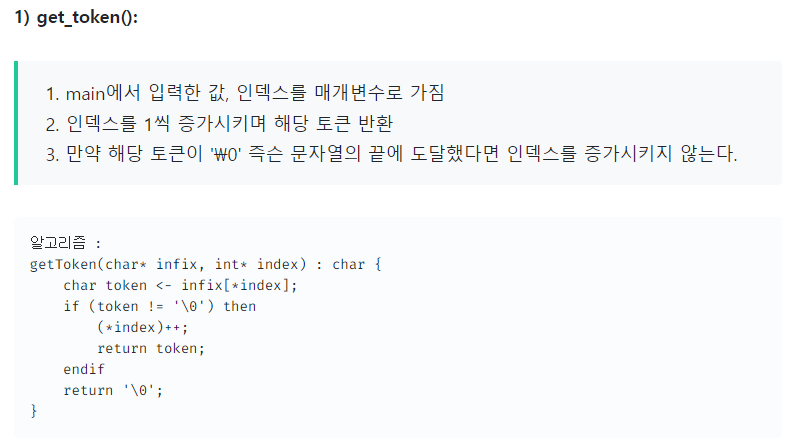 1) get_token():
1. main에서 입력한 값, 인덱스를 매개변수로 가짐
2. 인덱스를 1씩 증가시키며 해당 토큰 반환
3. 만약 해당 토큰이 '₩0' 즉슨 문자열의 끝에 도달했다면 인덱스를 증가시키지 않는다.
알고리즘 :
getToken(char* infix, int* index) : char {
    char token <- infix[*index];
    if (token != '\0') then
        (*index)++;
        return token;
    endif
    return '\0';
}